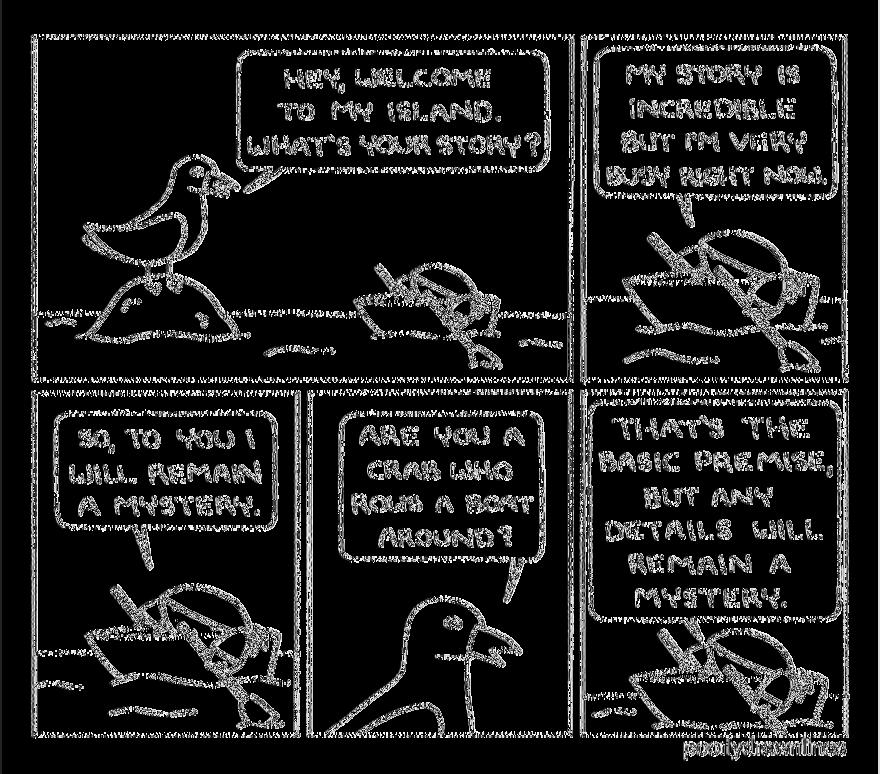 HEY, WELCOME
TO MY ISLAND.
WHAT'S YOUR STORY?
MY STORY IS
INCREDIBLE
BUT I'M VERY
BUSY RIGHT NOW.
SO, TO YOU I
WILL REMAIN
A MYSTERY.
ARE YOU A
CRAB WHO
ROWS A BOAT
AROUND?
THAT'S THE
BASIC PREMISE,
BUT ANY
DETAILS WILL
REMAIN A
MYSTERY.
poorlydrawnlines